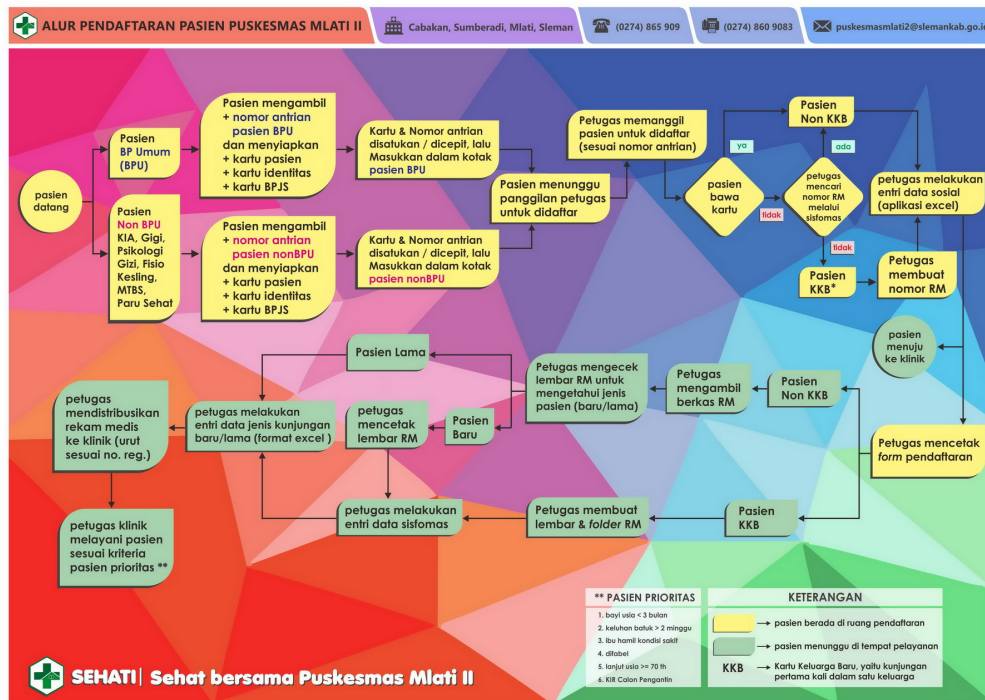 ALUR PENDAFTARAN PASIEN PUSKESMAS MLATI II
Cabakan, Sumberadi, Mlati, Sleman
(0274) 865 909
(0274) 860 9083
puskesmasmlati2@slemankab.go.id
pasien
datang
Pasien
BP Umum
(BPU)
Pasien
Non BPU
KIA, Gigi,
Psikologi
Gizi, Fisio
Kesling,
MTBS,
Paru Sehat
Pasien mengambil
+ nomor antrian
pasien BPU
dan menyiapkan
+ kartu pasien
+ kartu identitas
+ kartu BPJS
Pasien mengambil
+ nomor antrian
pasien nonBPU
dan menyiapkan
+ kartu pasien
+ kartu identitas
+ kartu BPJS
Kartu & Nomor antrian
disatukan / dicepit, lalu
Masukkan dalam kotak
pasien BPU
Kartu & Nomor antrian
disatukan / dicepit, lalu
Masukkan dalam kotak
pasien nonBPU
Pasien menunggu
panggilan petugas
untuk didaftar
Petugas memanggil
pasien untuk didaftar
(sesuai nomor antrian)
pasien
bawa
kartu
ya
tidak
Pasien
Non KKB
ada
petugas
mencari
nomor RM
melalui
sisfomas
tidak
Pasien
KKB*
Petugas
membuat
nomor RM
petugas melakukan
entri data sosial
(aplikasi excel)
pasien
menuju
ke klinik
Petugas mencetak
form pendaftaran
Pasien
Non KKB
Petugas
mengambil
berkas RM
Petugas mengecek
lembar RM untuk
mengetahui jenis
pasien (baru/lama)
Pasien Lama
Pasien
Baru
petugas
mencetak
lembar RM
Pasien
KKB
Petugas membuat
lembar & folder RM
petugas melakukan
entri data sisfomas
petugas melakukan
entri data jenis kunjungan
baru/lama (format excel )
petugas
mendistribusikan
rekam medis
ke klinik (urut
sesuai no. reg.)
petugas klinik
melayani pasien
sesuai kriteria
pasien prioritas **
** PASIEN PRIORITAS
1. bayi usia < 3 bulan
2. keluhan batuk > 2 minggu
3. ibu hamil kondisi sakit
4. difabel
5. lanjut usia >= 70 th
6. KIR Calon Pengantin
KETERANGAN
pasien berada di ruang pendaftaran
pasien menunggu di tempat pelayanan
KKB Kartu Keluarga Baru, yaitu kunjungan
pertama kali dalam satu keluarga
SEHATI| Sehat bersama Puskesmas Mlati II